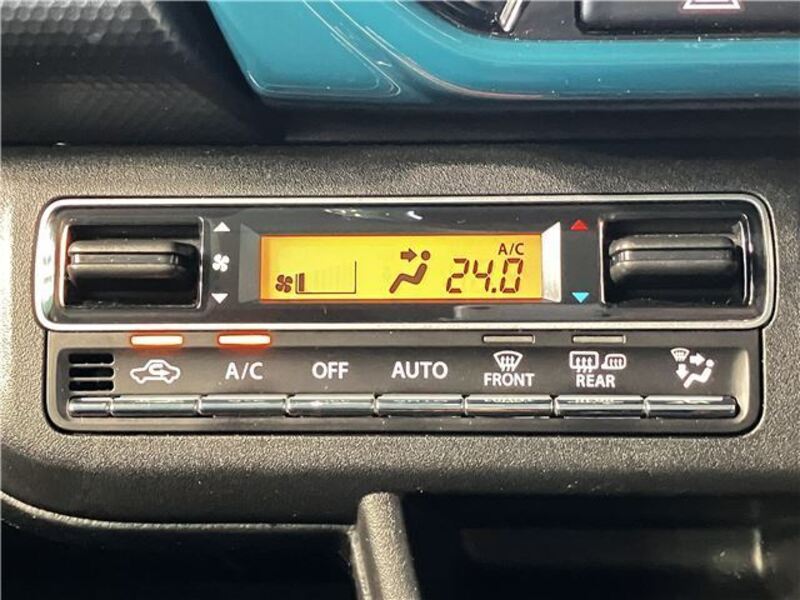 A/C
24.0
A/C
OFF
AUTO
FRONT
REAR